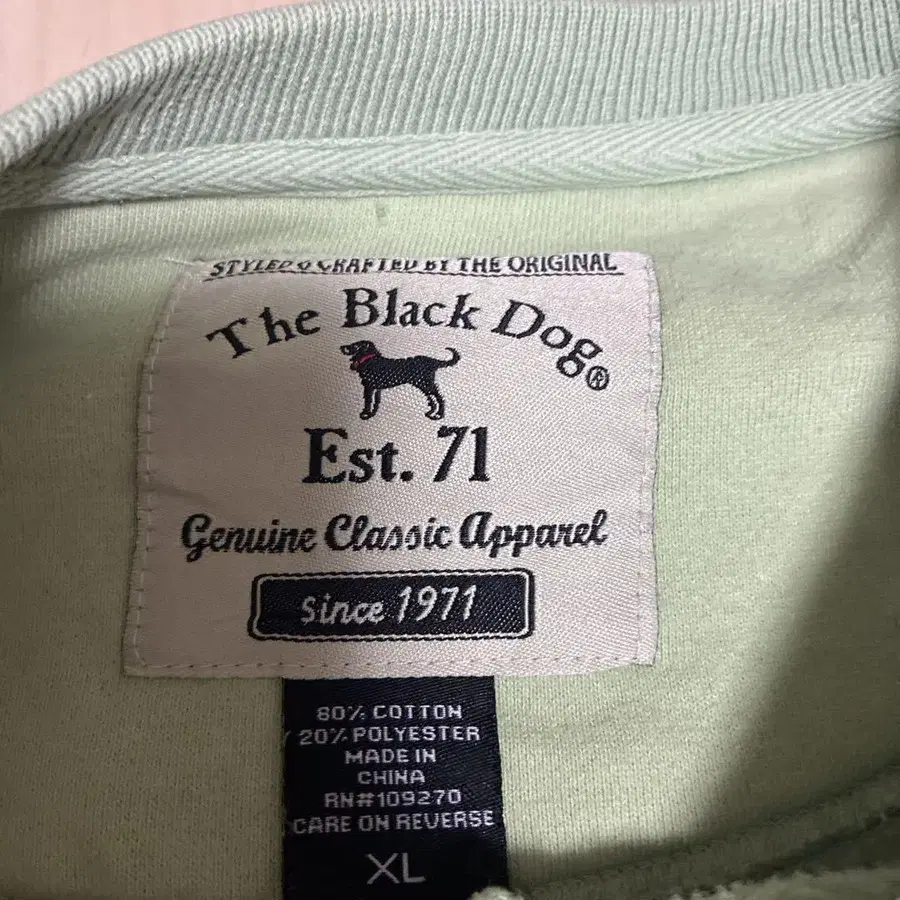 STYLED & CRAFTED BY THE ORIGINAL
The Black Dog®
Est. 71
Genuine Classic Apparel
Since 1971
80% COTTON
20% POLYESTER
MADE IN
CHINA
RN#109270
CARE ON REVERSE
XL